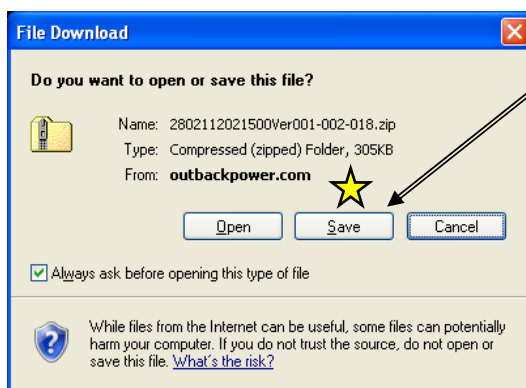 File Download
Do you want to open or save this file?
Name: 2802112021500Ver001-002-018.zip
Type: Compressed (zipped) Folder, 305KB
From: outbackpower.com
Open Save Cancel
Always ask before opening this type of file
While files from the Internet can be useful, some files can potentially
harm your computer. If you do not trust the source, do not open or
save this file. What's the risk?